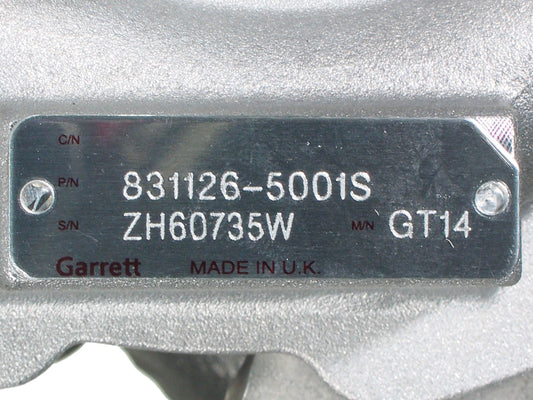 C/N
P/N 831126-5001S
S/N ZH60735W M/N GT14
Garrett MADE IN U.K.